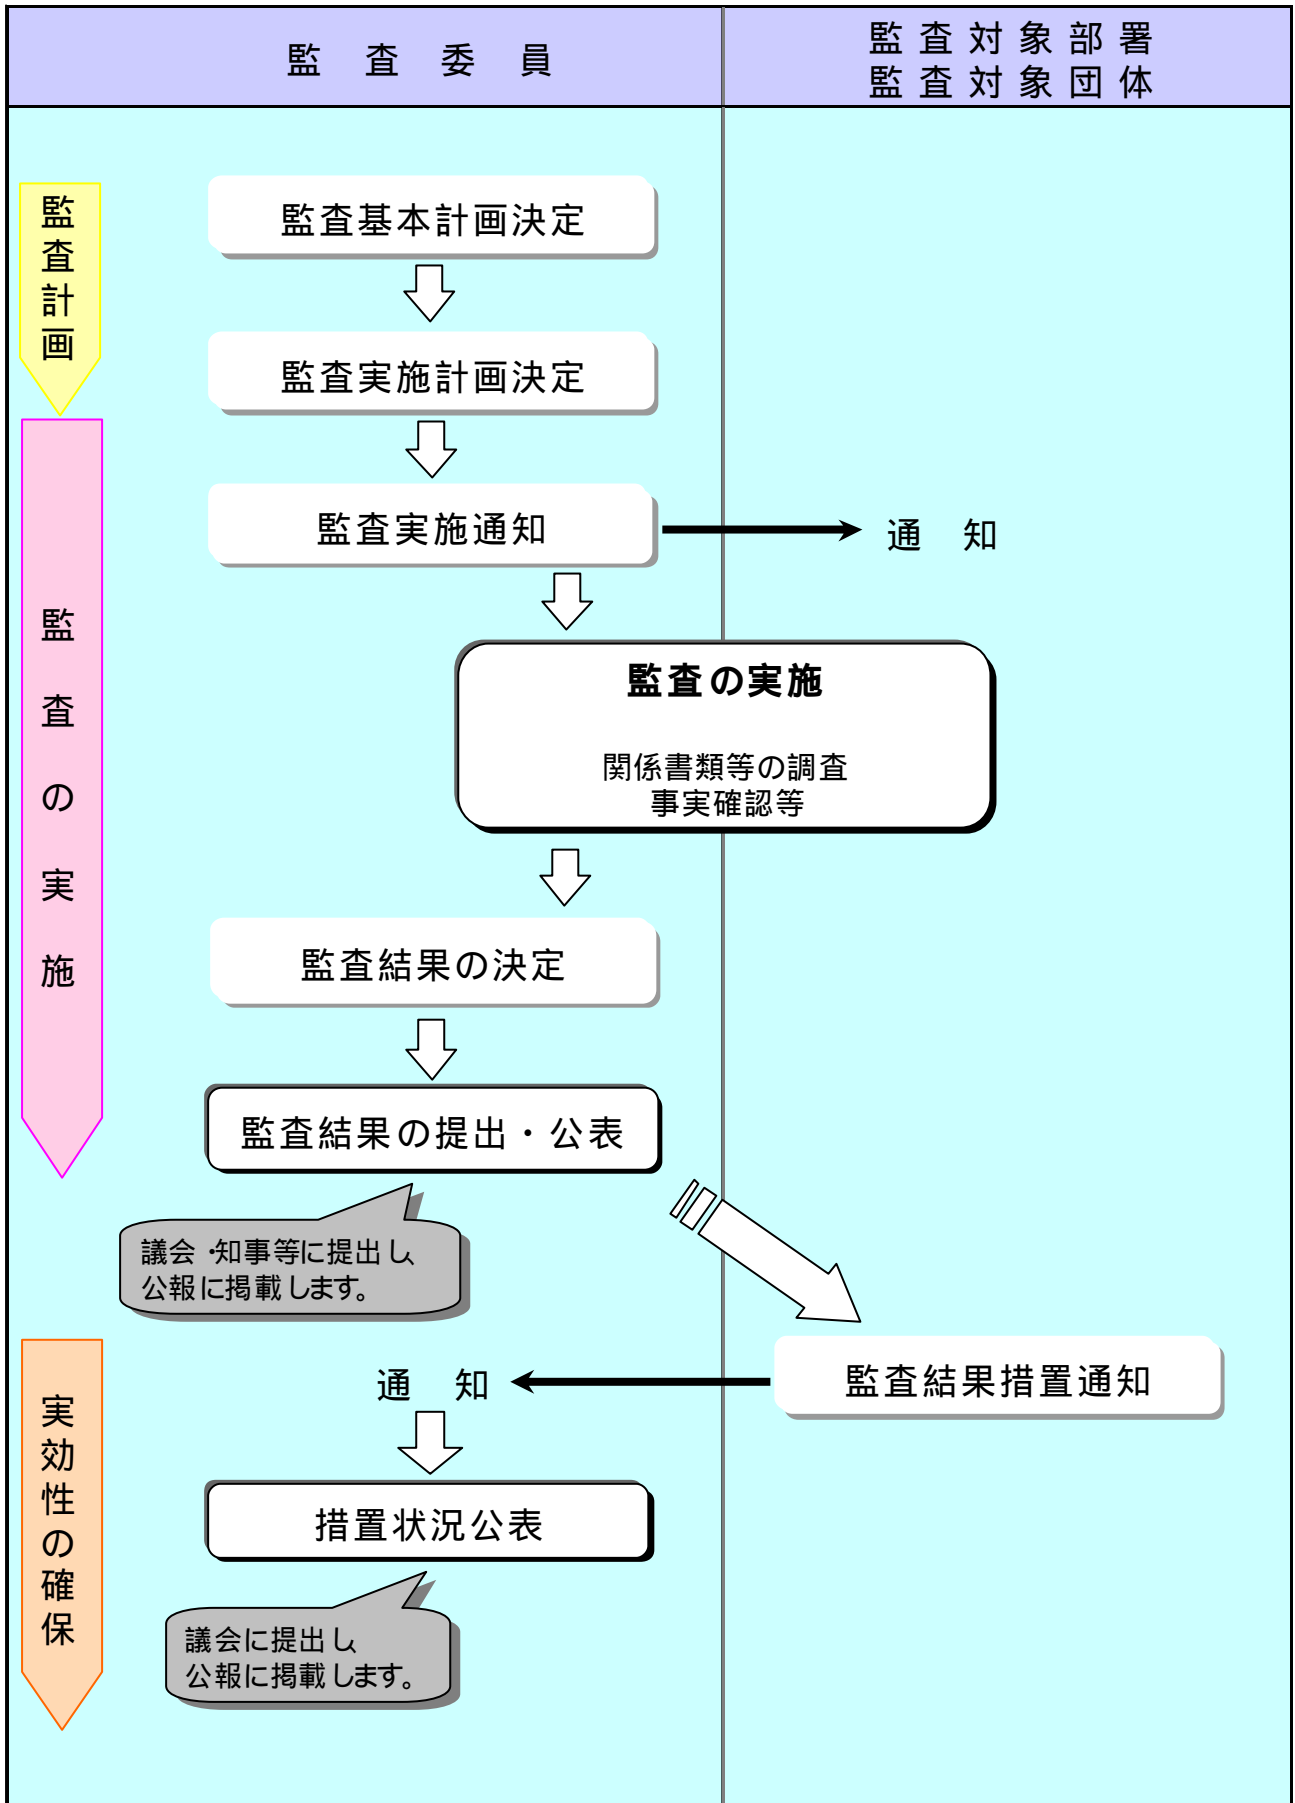 監査委員
監査対象部署
監査対象団体
監査計画
監査基本計画決定
監査実施計画決定
監査の実施
監査実施通知
通知
監査の実施
関係書類等の調査
事実確認等
監査結果の決定
監査結果の提出・公表
議会・知事等に提出し、
公報に掲載します。
実効性の確保
監査結果措置通知
通知
措置状況公表
議会に提出し、
公報に掲載します。